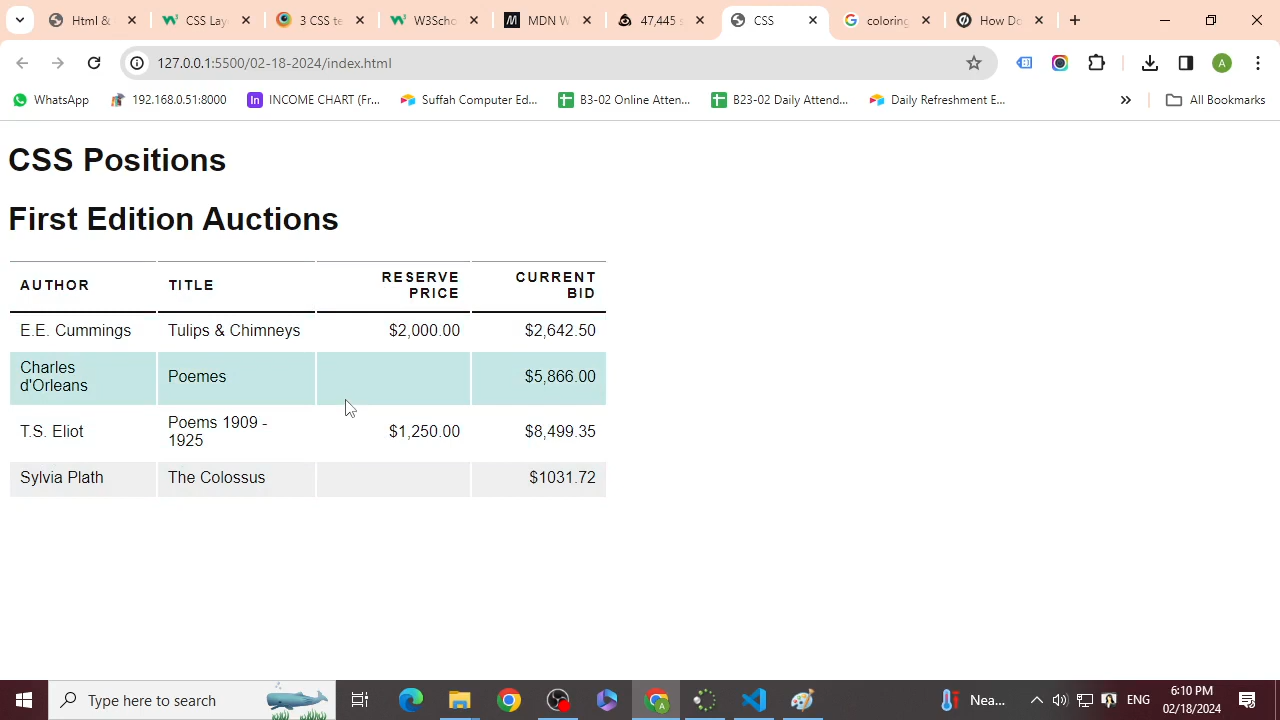 Html &
CSS Lay
3 CSS te
W3Scho
MDN W
47,445 s
CSS
coloring
How Do
127.0.0.1:5500/02-18-2024/index.html
A
WhatsApp
192.168.0.51:8000
In INCOME CHART (Fr...
Suffah Computer Ed...
B3-02 Online Atten...
B23-02 Daily Attend...
Daily Refreshment E...
All Bookmarks
CSS Positions
First Edition Auctions
AUTHOR TITLE RESERVE PRICE CURRENT BID
E.E. Cummings Tulips & Chimneys $2,000.00 $2,642.50
Charles d'Orleans Poemes $5,866.00
T.S. Eliot Poems 1909 - 1925 $1,250.00 $8,499.35
Sylvia Plath The Colossus $1031.72
Type here to search
Nea...
ENG
6:10 PM
02/18/2024